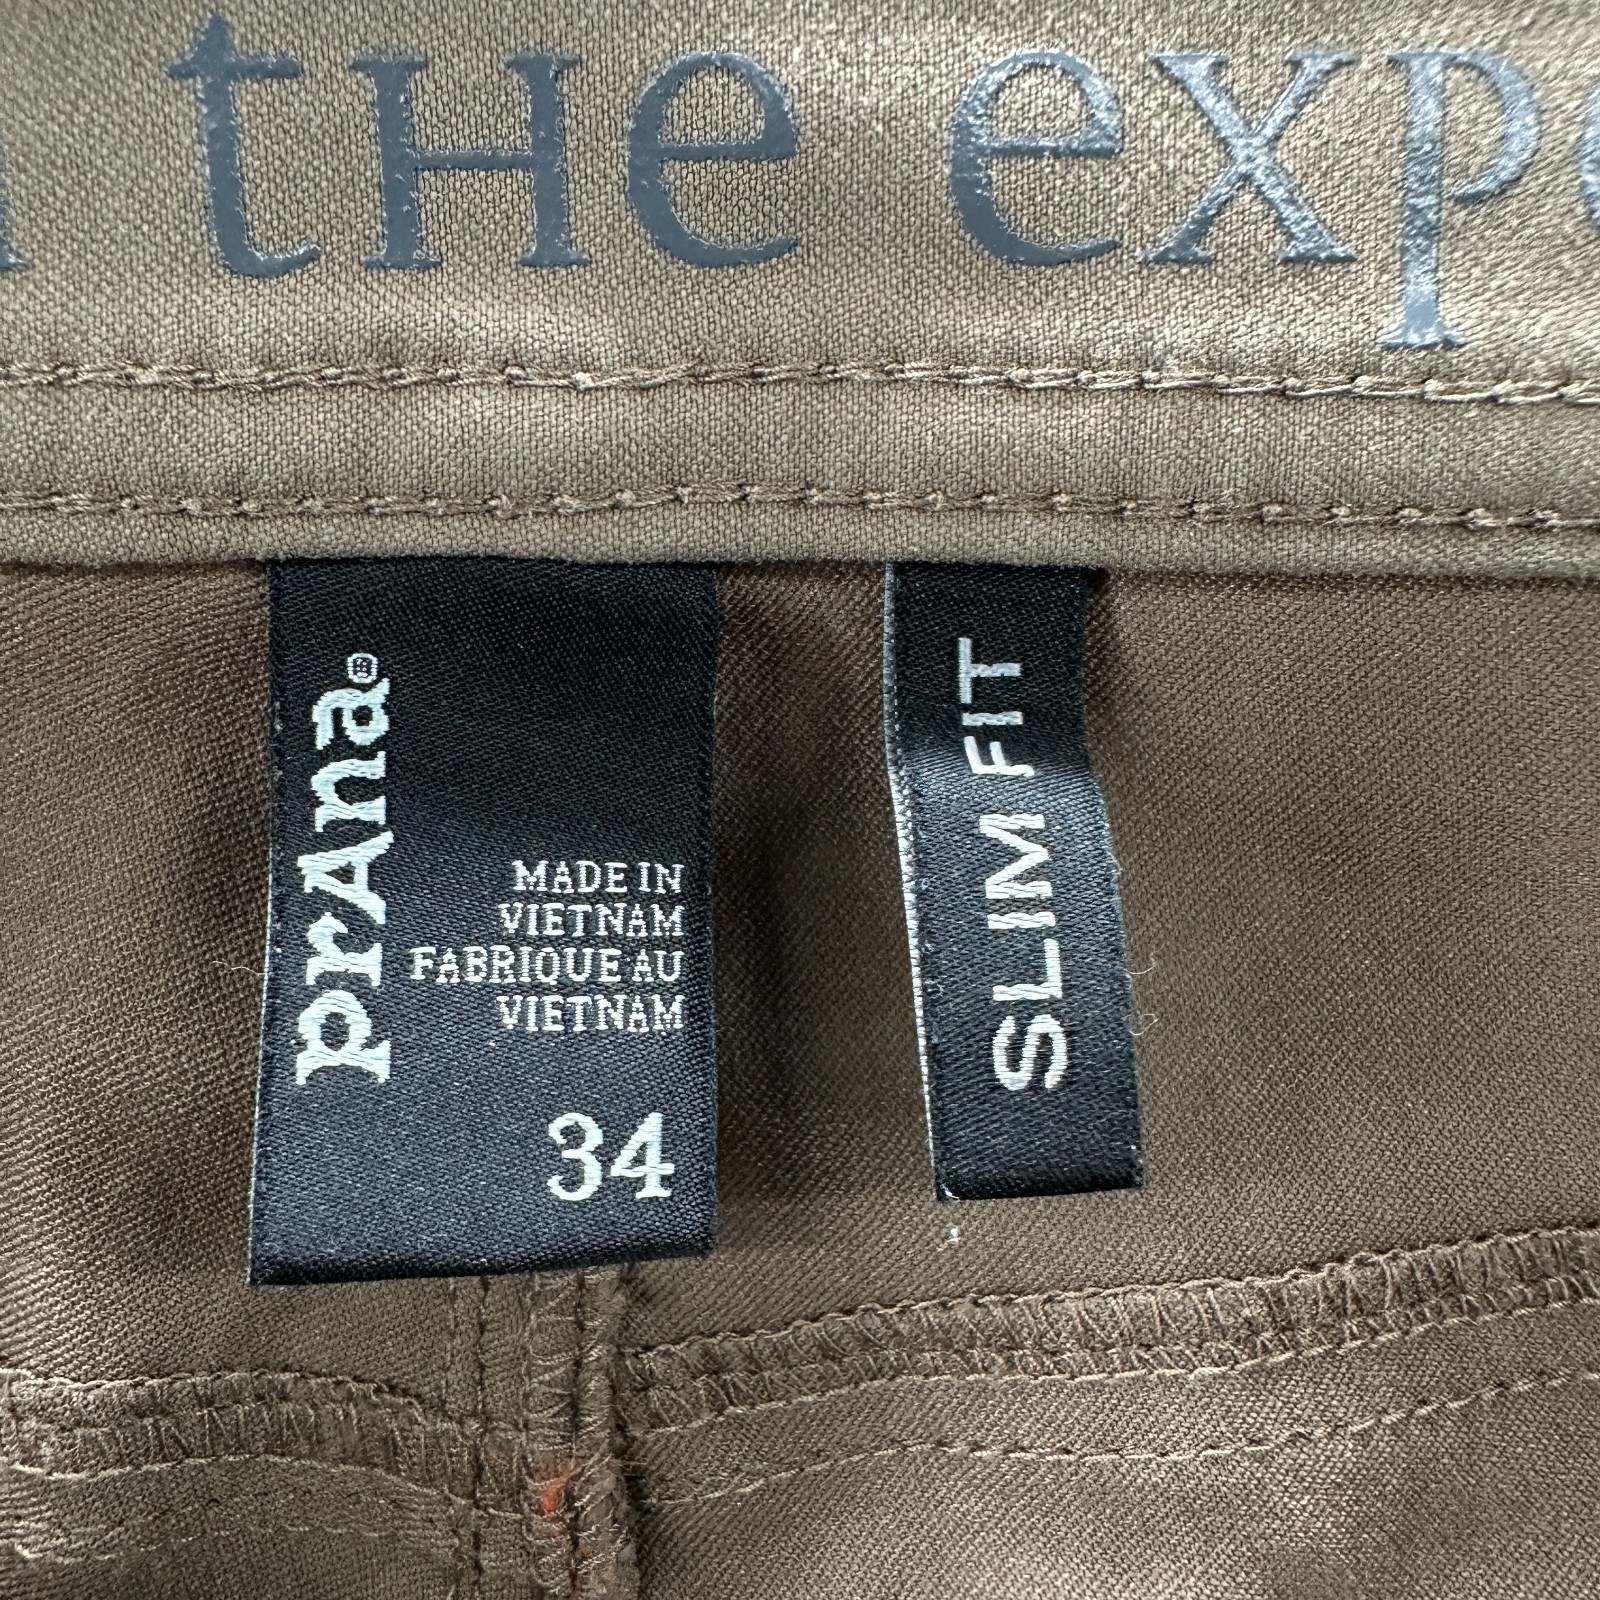 tHe exp
prAna®
MADE IN
VIETNAM
FABRIQUE AU
VIETNAM
34
SLIM FIT